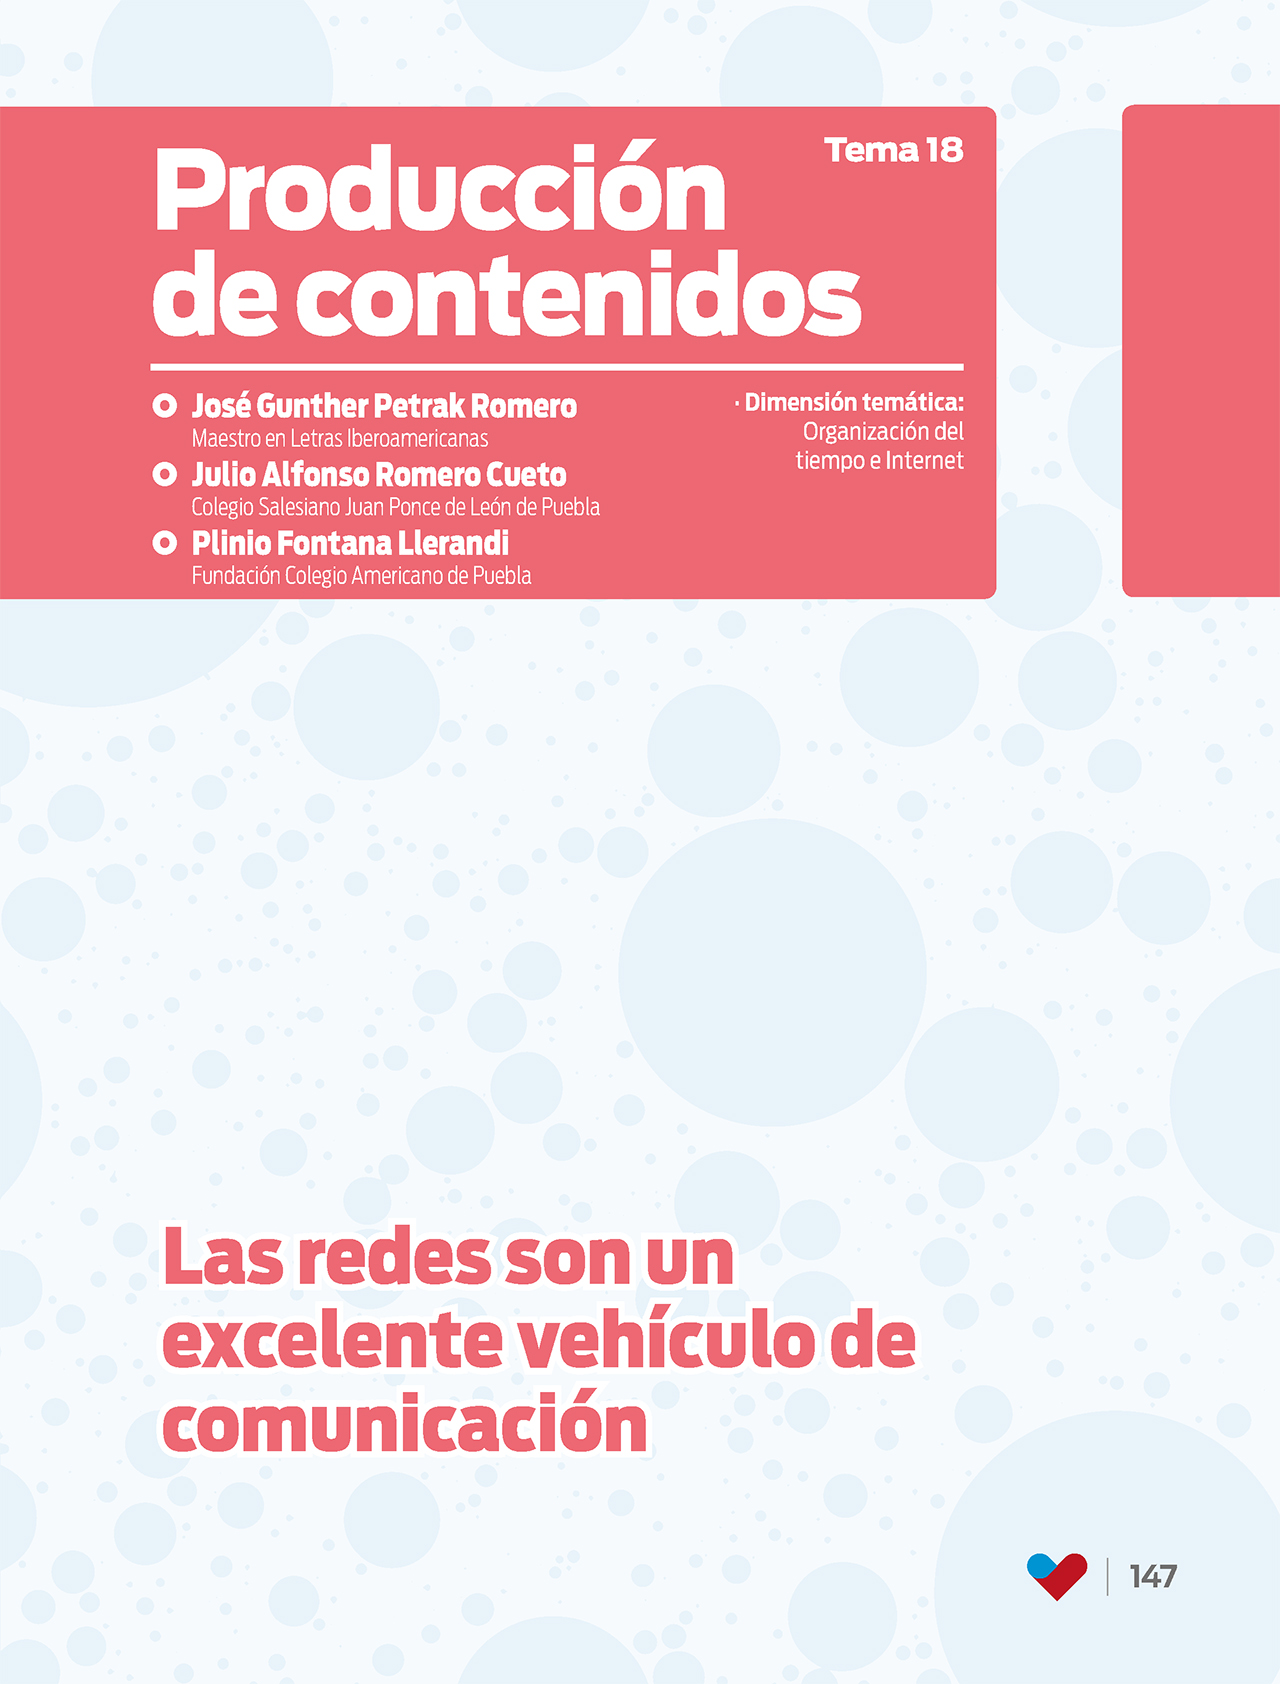 Tema 18
Producción
de contenidos
José Gunther Petrak Romero
Maestro en Letras Iberoamericanas
Julio Alfonso Romero Cueto
Colegio Salesiano Juan Ponce de León de Puebla
Plinio Fontana Llerandi
Fundación Colegio Americano de Puebla
· Dimensión temática:
Organización del
tiempo e Internet
Las redes son un
excelente vehículo de
comunicación
147